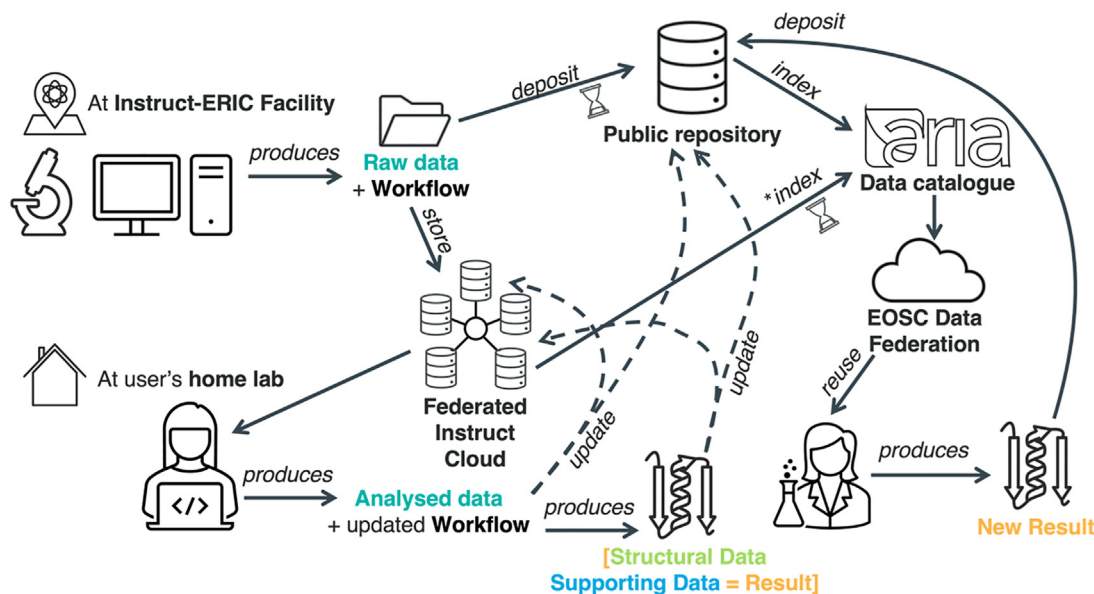 deposit
deposit
index
At Instruct-ERIC Facility
produces
Raw data
+ Workflow
Public repository
aria
Data catalogue
*index
store
EOSC Data
Federation
reuse
At user's home lab
Federated
Instruct
Cloud
update
update
produces
</>
Analysed data
+ updated Workflow
produces
produces
New Result
[Structural Data
Supporting Data = Result]